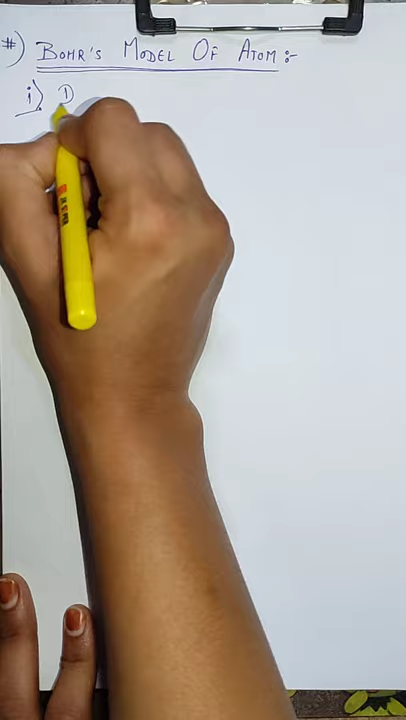 #) BOHR'S MODEL OF ATOM :-
i) D